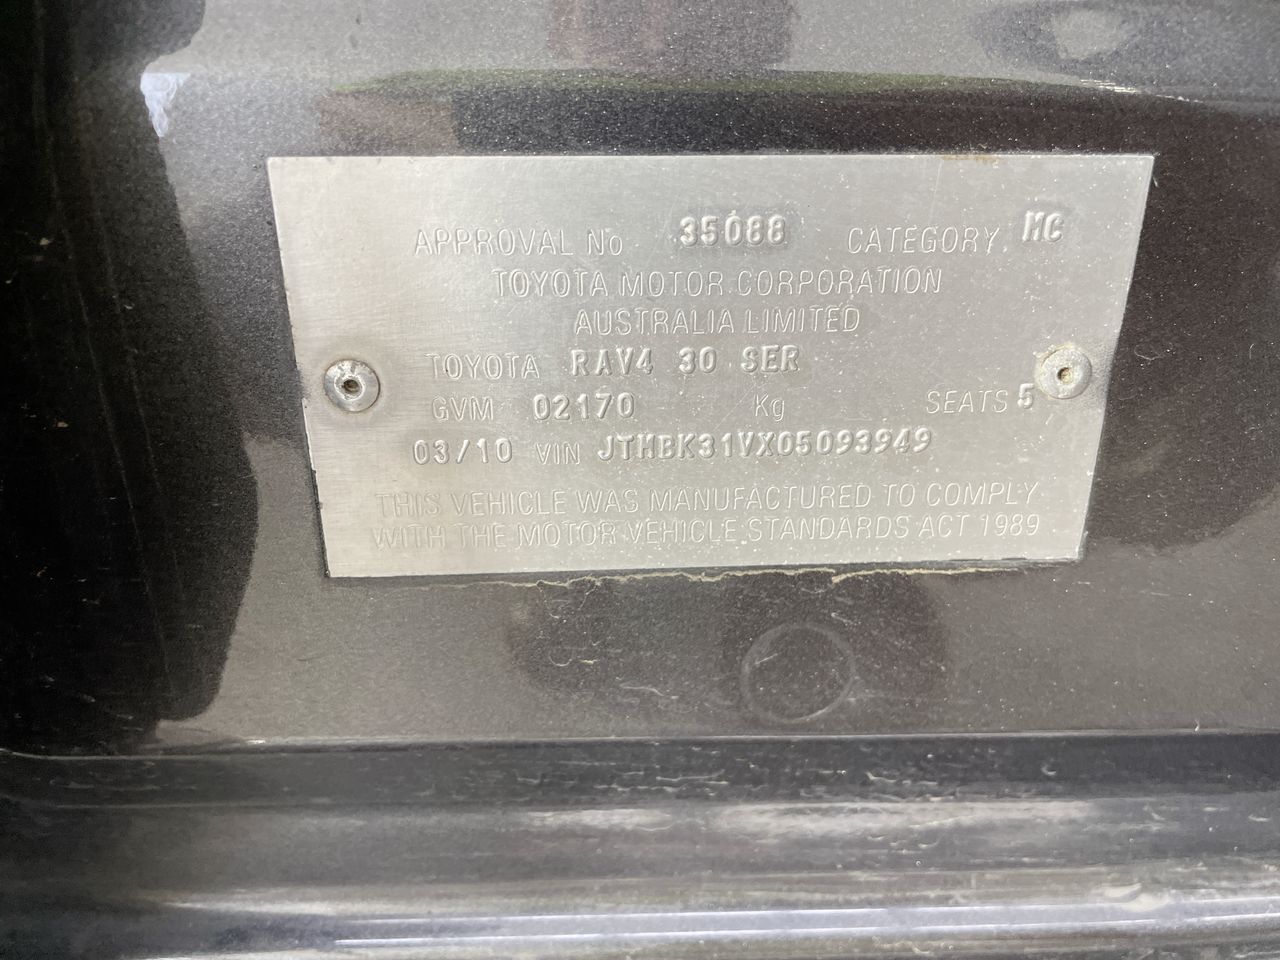 APPROVAL No 35088 CATEGORY MC
TOYOTA MOTOR CORPORATION
AUSTRALIA LIMITED
TOYOTA RAV4 30 SER
GVM 02170 Kg SEATS 5
03/10 VIN JTMBK31VX05093949
THIS VEHICLE WAS MANUFACTURED TO COMPLY
WITH THE MOTOR VEHICLE STANDARDS ACT 1989